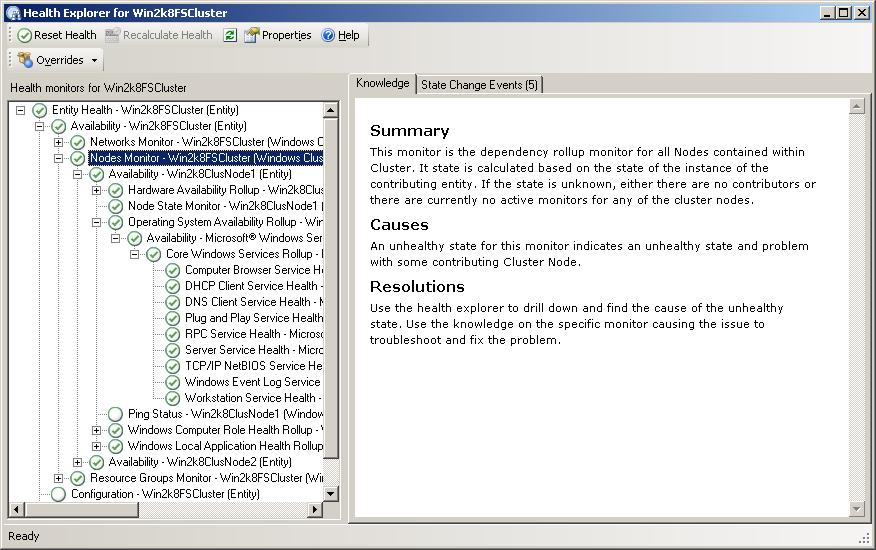 Health Explorer for Win2k8FSCluster
Reset Health Recalculate Health Properties Help
Overrides
Health monitors for Win2k8FSCluster
Entity Health - Win2k8FSCluster (Entity)
Availability - Win2k8FSCluster (Entity)
Networks Monitor - Win2k8FSCluster (Windows C
Nodes Monitor - Win2k8FSCluster (Windows Clus
Availability - Win2k8ClusNode1 (Entity)
Hardware Availability Rollup - Win2k8Clus
Node State Monitor - Win2k8ClusNode1 (
Operating System Availability Rollup - Win
Availability - Microsoft® Windows Ser
Core Windows Services Rollup -
Computer Browser Service He
DHCP Client Service Health -
DNS Client Service Health - M
Plug and Play Service Health
RPC Service Health - Microso
Server Service Health - Micro
TCP/IP NetBIOS Service He
Windows Event Log Service
Workstation Service Health -
Ping Status - Win2k8ClusNode1 (Window
Windows Computer Role Health Rollup -
Windows Local Application Health Rollup
Availability - Win2k8ClusNode2 (Entity)
Resource Groups Monitor - Win2k8FSCluster (Wi
Configuration - Win2k8FSCluster (Entity)
Knowledge State Change Events (5)
Summary
This monitor is the dependency rollup monitor for all Nodes contained within
Cluster. It state is calculated based on the state of the instance of the
contributing entity. If the state is unknown, either there are no contributors or
there are currently no active monitors for any of the cluster nodes.
Causes
An unhealthy state for this monitor indicates an unhealthy state and problem
with some contributing Cluster Node.
Resolutions
Use the health explorer to drill down and find the cause of the unhealthy
state. Use the knowledge on the specific monitor causing the issue to
troubleshoot and fix the problem.
Ready